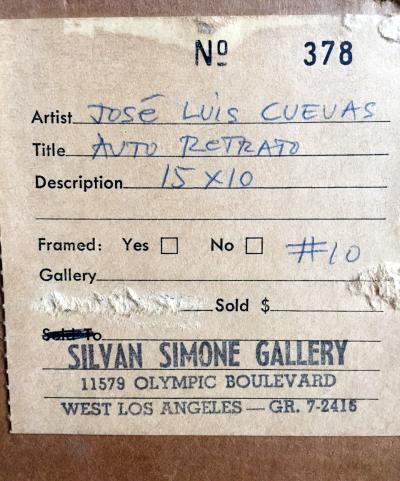 Nº 378
Artist JOSÉ LUIS CUEVAS
Title AUTO RETRATO
Description 15 X 10
Framed: Yes ☐ No ☐ #10
Gallery
Sold $
Sold To
SILVAN SIMONE GALLERY
11579 OLYMPIC BOULEVARD
WEST LOS ANGELES — GR. 7-2415